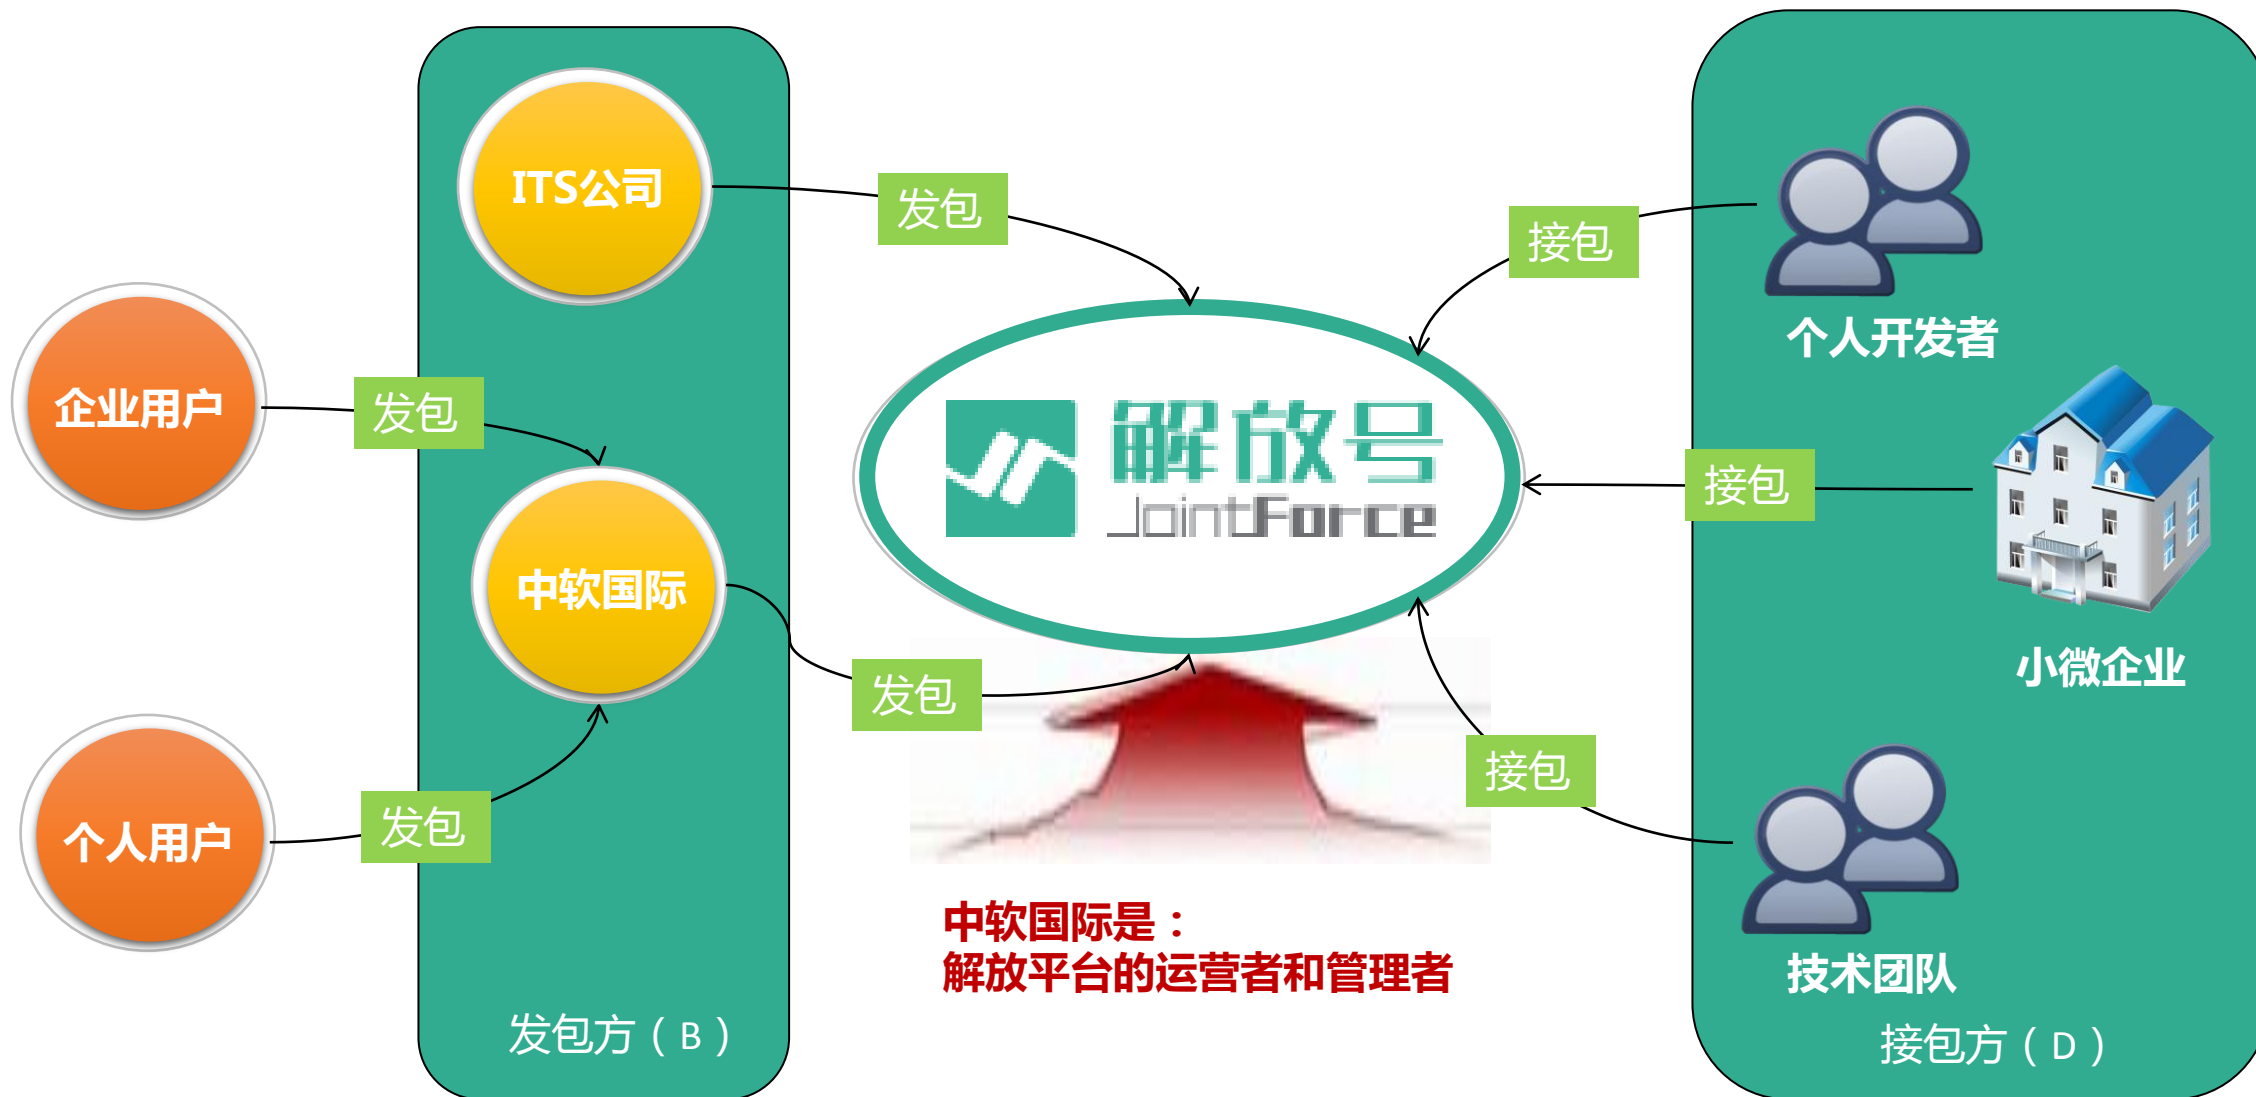 ITS公司
发包
接包
个人开发者
企业用户
发包
解放号
JointForce
接包
中软国际
小微企业
发包
接包
个人用户
发包
中软国际是：
解放平台的运营者和管理者
技术团队
发包方（B）
接包方（D）